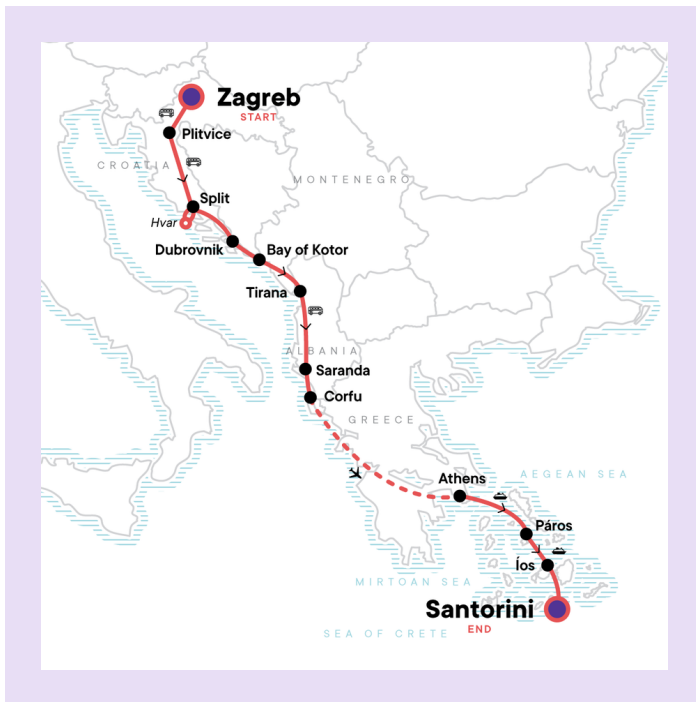 Zagreb
START
Plitvice
CROATIA
MONTENEGRO
Split
Hvar
Dubrovnik
Bay of Kotor
Tirana
ALBANIA
Saranda
Corfu
GREECE
Athens
AEGEAN SEA
Páros
Íos
MIRTOAN SEA
Santorini
END
SEA OF CRETE